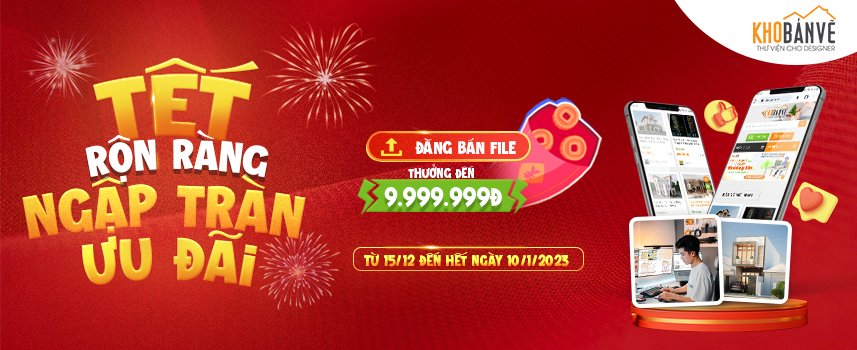 KHOBẢNVẼ
THƯ VIỆN CHO DESIGNER
TẾT
RỘN RÀNG
NGẬP TRÀN
ƯU ĐÃI
ĐĂNG BÁN FILE
THƯỞNG ĐẾN
9.999.999Đ
TỪ 15/12 ĐẾN HẾT NGÀY 10/1/2023